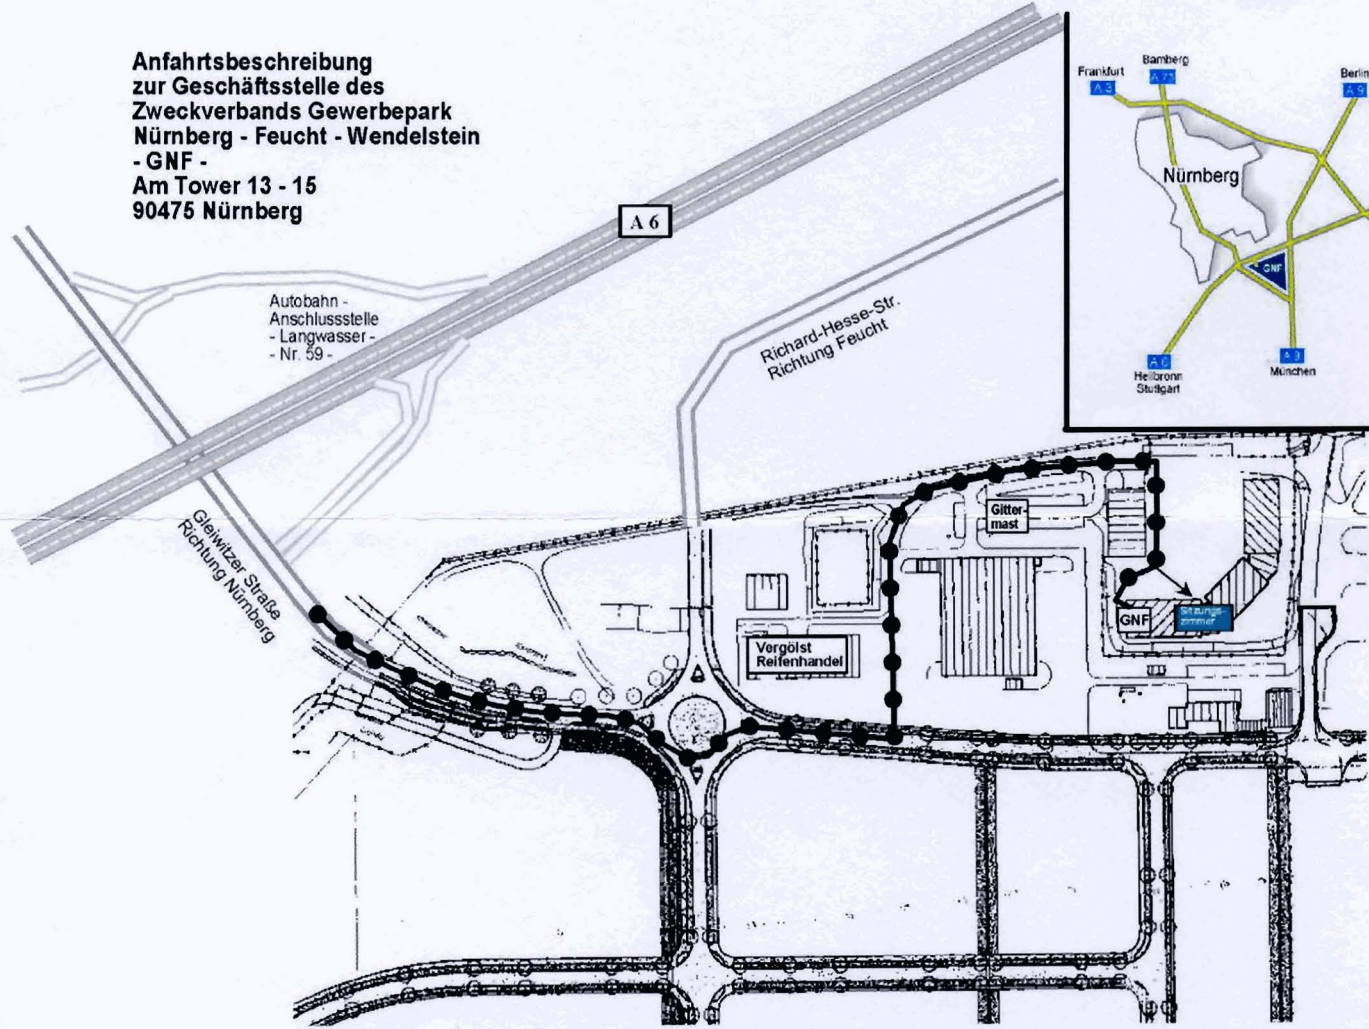 Anfahrtsbeschreibung
zur Geschäftsstelle des
Zweckverbands Gewerbepark
Nürnberg - Feucht - Wendelstein
- GNF -
Am Tower 13 - 15
90475 Nürnberg
Frankfurt
A 3
Bamberg
A 73
Berlin
A 9
Nürnberg
GNF
A 6
Heilbronn
Stuttgart
A 9
München
A 6
Autobahn -
Anschlussstelle
- Langwasser -
- Nr. 59 -
Richard-Hesse-Str.
Richtung Feucht
Gleiwitzer Straße
Richtung Nürnberg
Gitter-
mast
GNF
Sitzungs-
zimmer
Vergölst
Reifenhandel